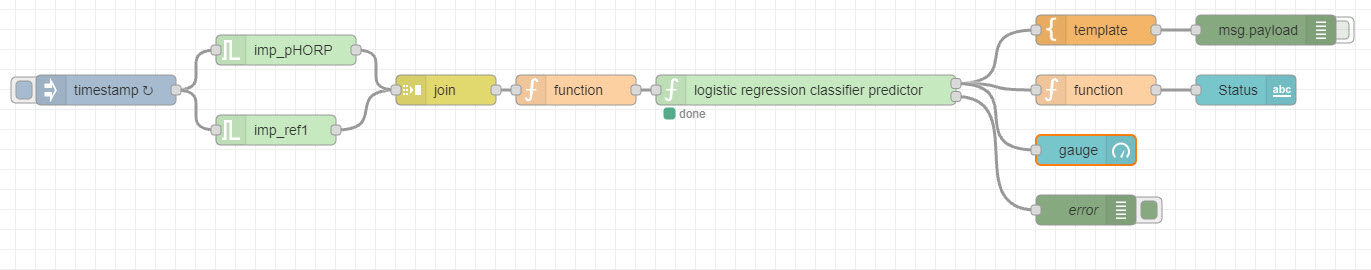 timestamp ↻
imp_pHORP
imp_ref1
join
function
logistic regression classifier predictor
done
template
msg.payload
function
Status abc
gauge
error